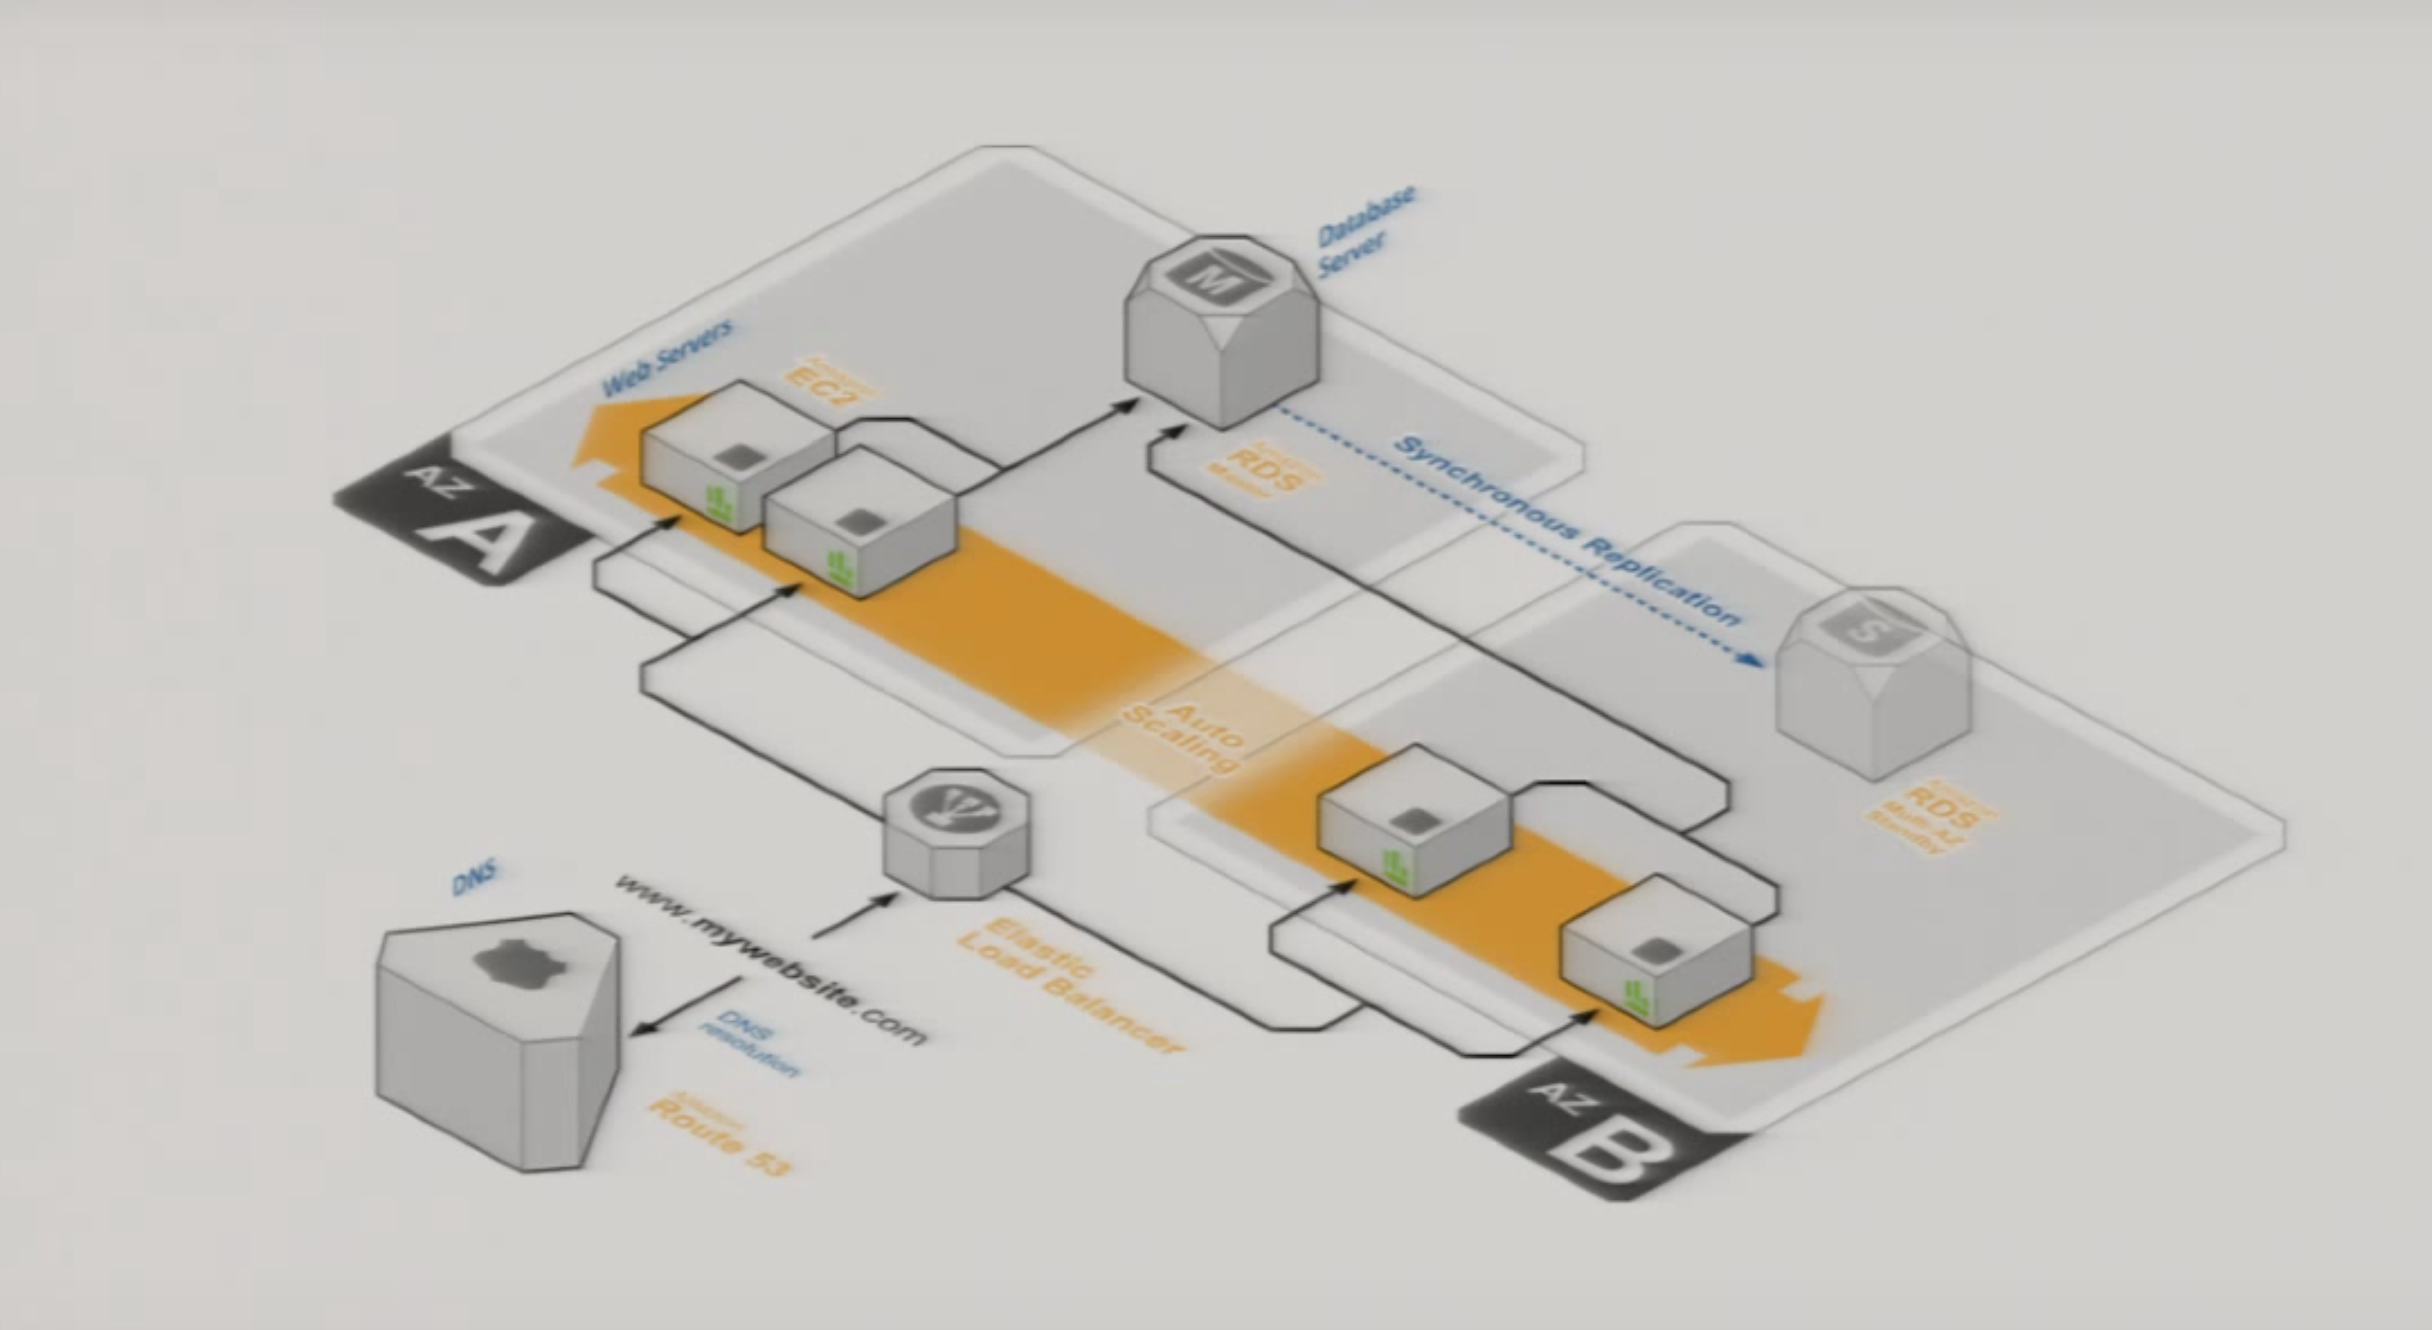 Database
Server
M
Web Servers
Amazon
EC2
AZ
A
Amazon
RDS
Master
Synchronous Replication
S
Auto
Scaling
Amazon
RDS
Multi-AZ
Standby
DNS
www.mywebsite.com
Elastic
Load Balancer
DNS
resolution
Amazon
Route 53
AZ
B